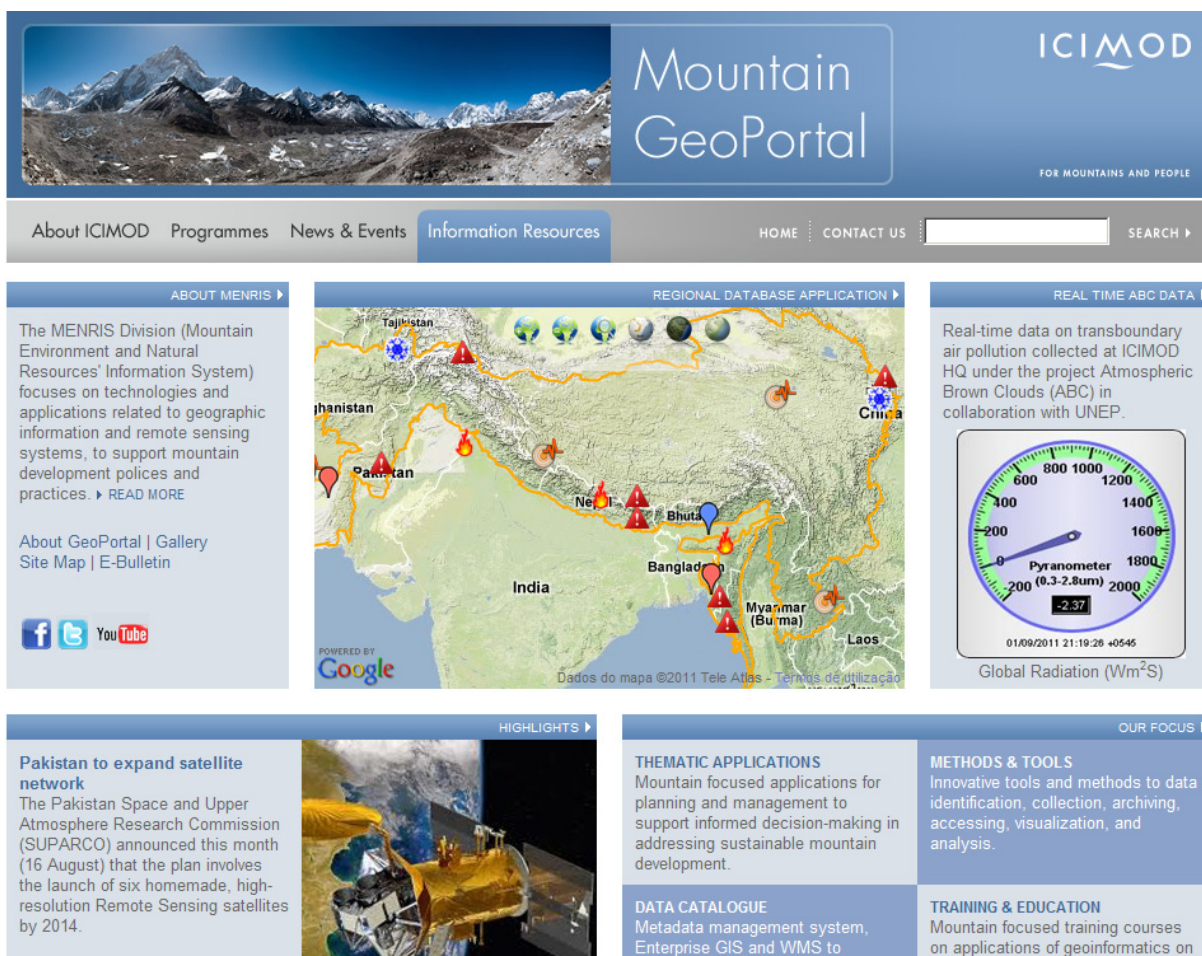 Mountain
GeoPortal
ICIMOD
FOR MOUNTAINS AND PEOPLE
About ICIMOD
Programmes
News & Events
Information Resources
HOME
CONTACT US
SEARCH
ABOUT MENRIS
The MENRIS Division (Mountain
Environment and Natural
Resources' Information System)
focuses on technologies and
applications related to geographic
information and remote sensing
systems, to support mountain
development polices and
practices. READ MORE
About GeoPortal | Gallery
Site Map | E-Bulletin
You Tube
REGIONAL DATABASE APPLICATION
Tajikistan
hanistan
China
Pakistan
Nepal
Bhuta
Bangladesh
India
Myanmar
(Burma)
Laos
POWERED BY
Google
Dados do mapa ©2011 Tele Atlas - Termos de utilização
REAL TIME ABC DATA
Real-time data on transboundary
air pollution collected at ICIMOD
HQ under the project Atmospheric
Brown Clouds (ABC) in
collaboration with UNEP.
800 1000
600 1200
400 1400
200 1600
0 1800
-200 2000
Pyranometer
(0.3-2.8um)
-2.37
01/09/2011 21:19:26 +0545
Global Radiation (Wm²S)
HIGHLIGHTS
Pakistan to expand satellite
network
The Pakistan Space and Upper
Atmosphere Research Commission
(SUPARCO) announced this month
(16 August) that the plan involves
the launch of six homemade, high-
resolution Remote Sensing satellites
by 2014.
OUR FOCUS
THEMATIC APPLICATIONS
Mountain focused applications for
planning and management to
support informed decision-making in
addressing sustainable mountain
development.
METHODS & TOOLS
Innovative tools and methods to data
identification, collection, archiving,
accessing, visualization, and
analysis.
DATA CATALOGUE
Metadata management system,
Enterprise GIS and WMS to
TRAINING & EDUCATION
Mountain focused training courses
on applications of geoinformatics on